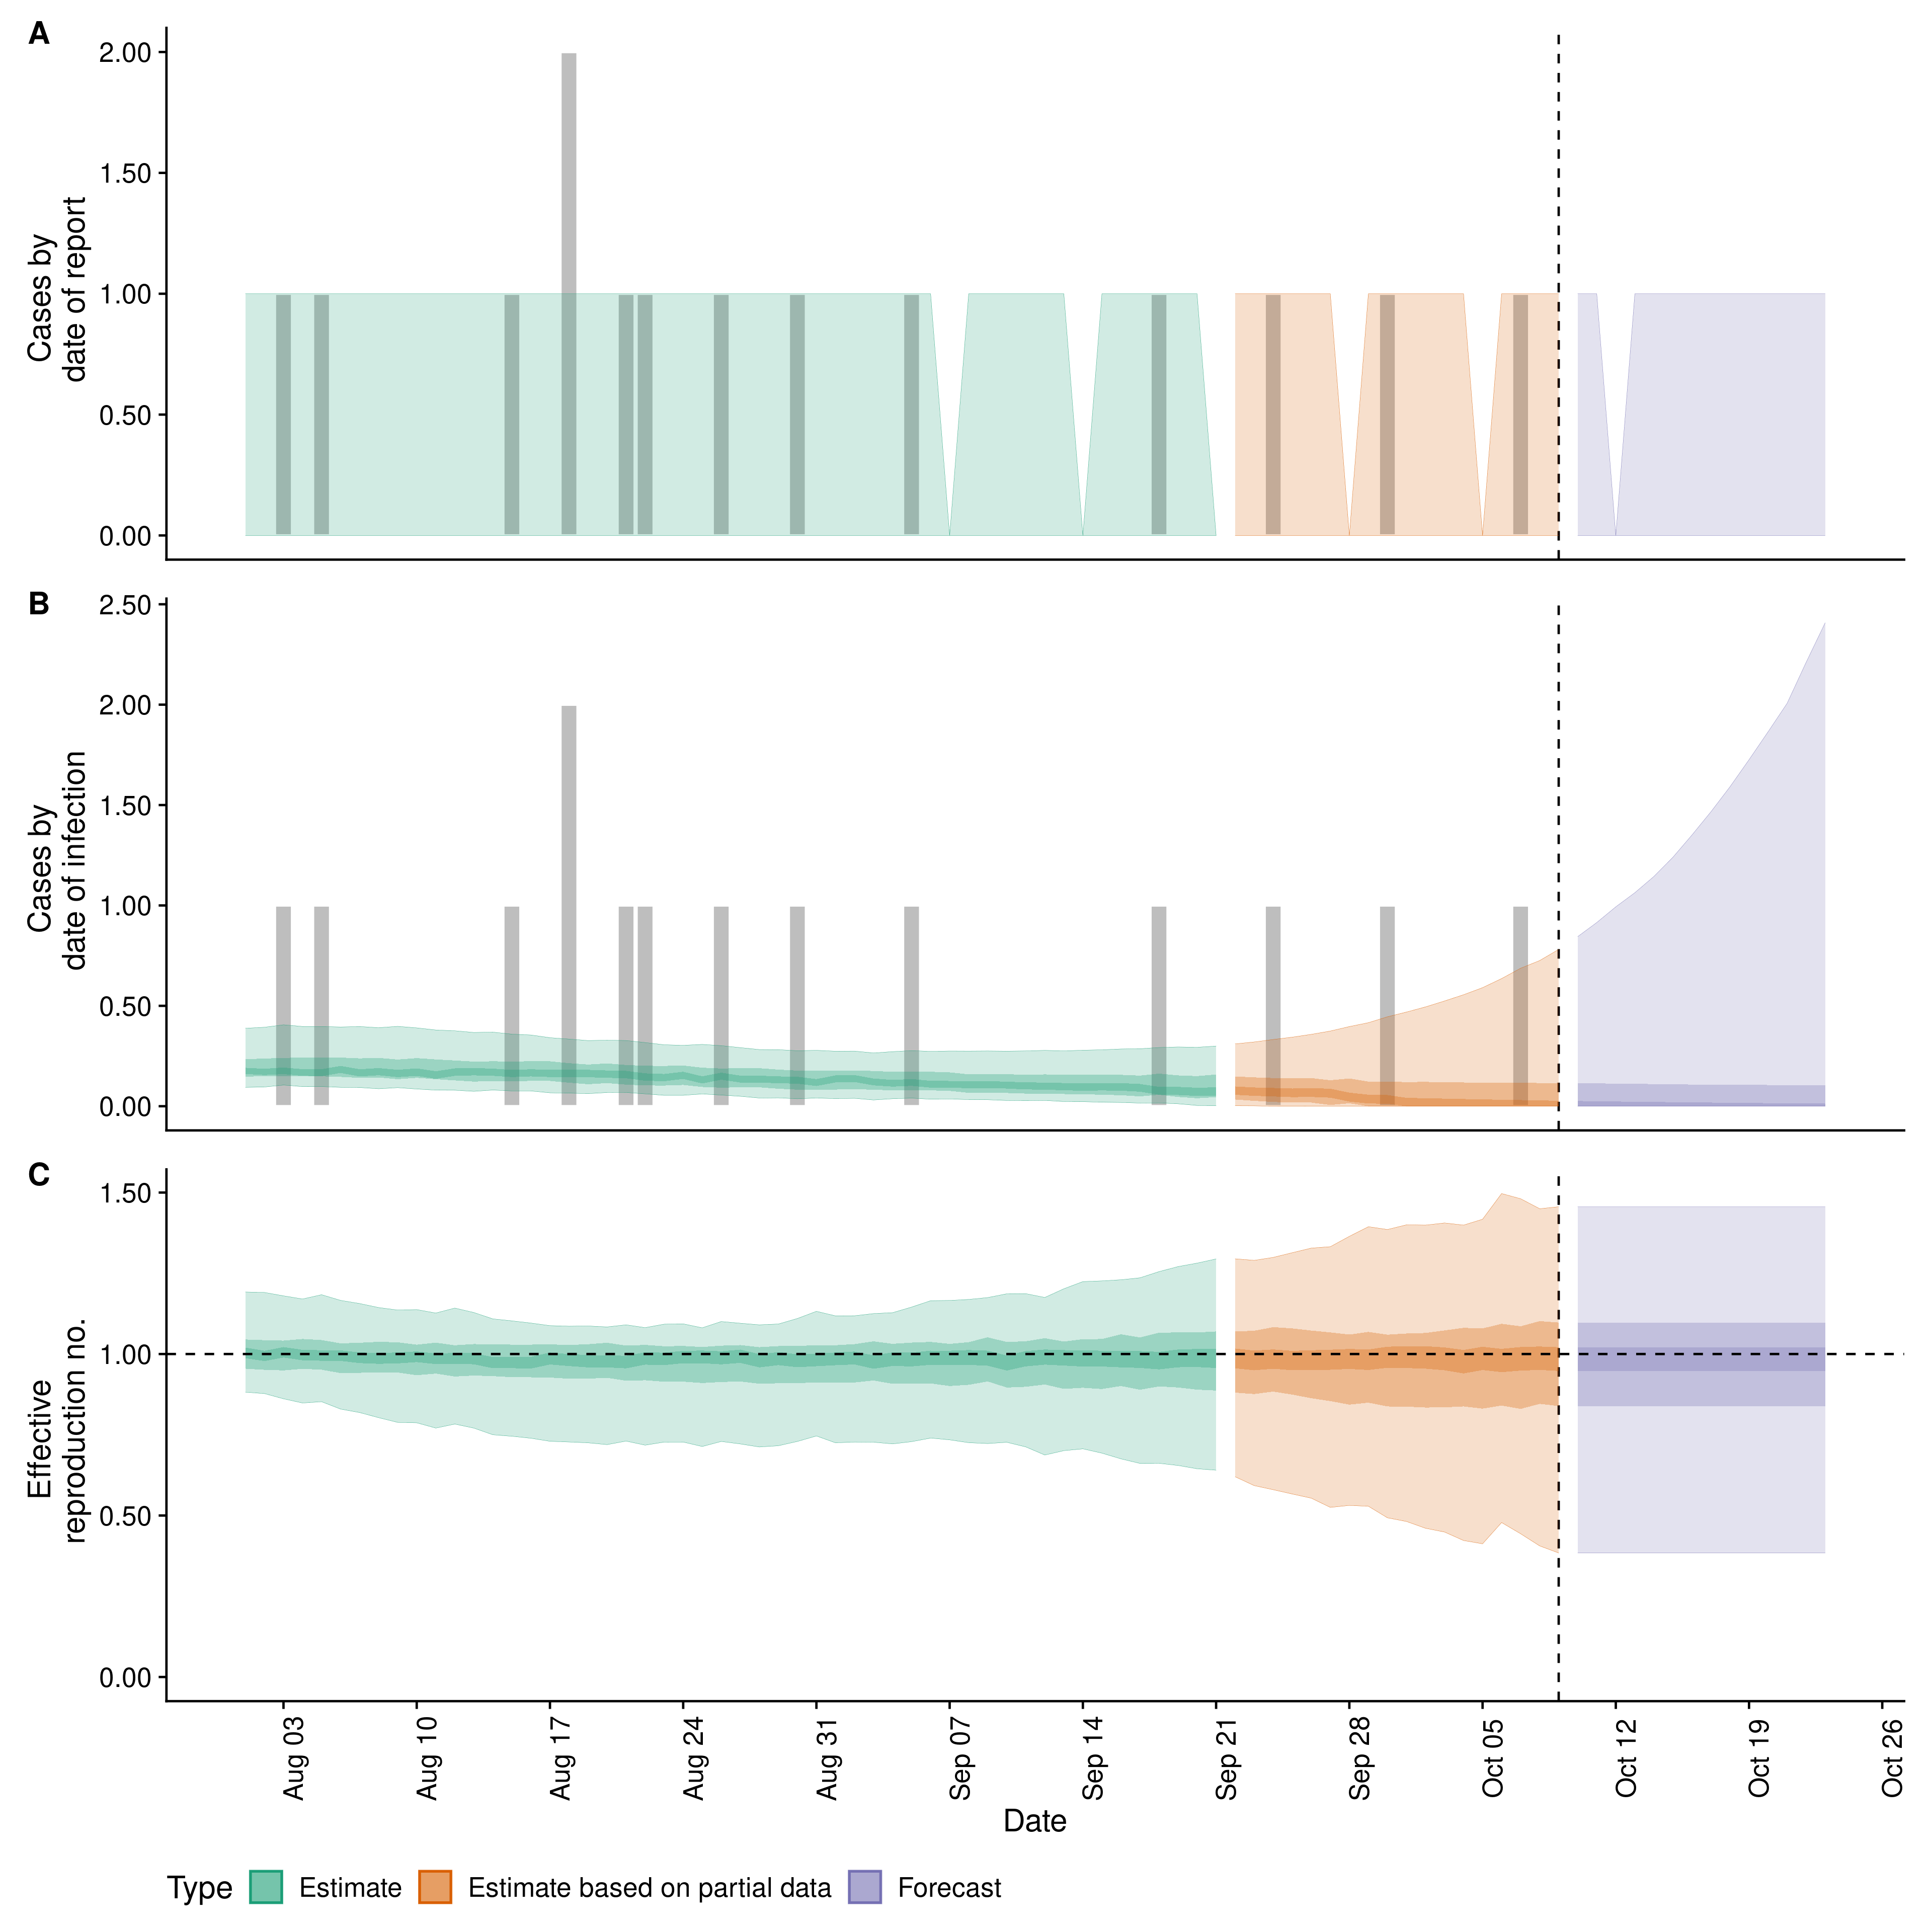 A
2.00
1.50
1.00
0.50
0.00
Cases by
date of report
B
2.50
2.00
1.50
1.00
0.50
0.00
Cases by
date of infection
C
1.50
1.00
0.50
0.00
Effective
reproduction no.
Aug 03
Aug 10
Aug 17
Aug 24
Aug 31
Sep 07
Sep 14
Sep 21
Sep 28
Oct 05
Oct 12
Oct 19
Oct 26
Date
Type Estimate Estimate based on partial data Forecast